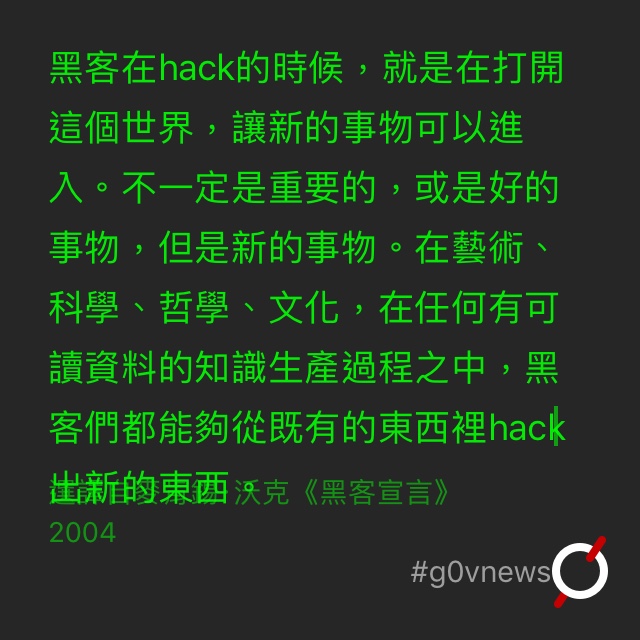 黑客在hack的時候，就是在打開
這個世界，讓新的事物可以進
入。不一定是重要的，或是好的
事物，但是新的事物。在藝術、
科學、哲學、文化，在任何有可
讀資料的知識生產過程之中，黑
客們都能夠從既有的東西裡hack
出新的東西。
沃克《黑客宣言》
2004
#g0vnews